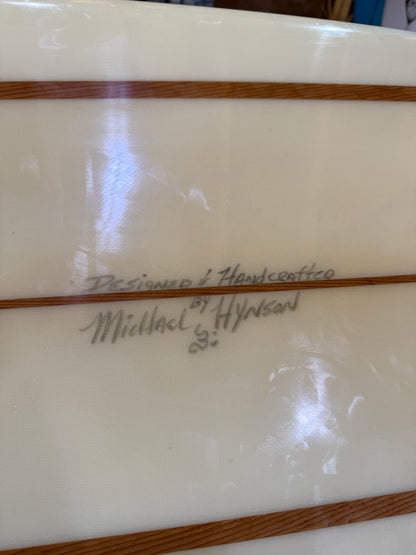 Designed & Handcrafted
By
Michael Hynson